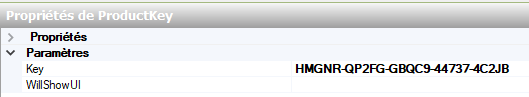 Propriétés de ProductKey
Propriétés
Paramètres
Key HMGNR-QP2FG-GBQC9-44737-4C2JB
WillShowUI